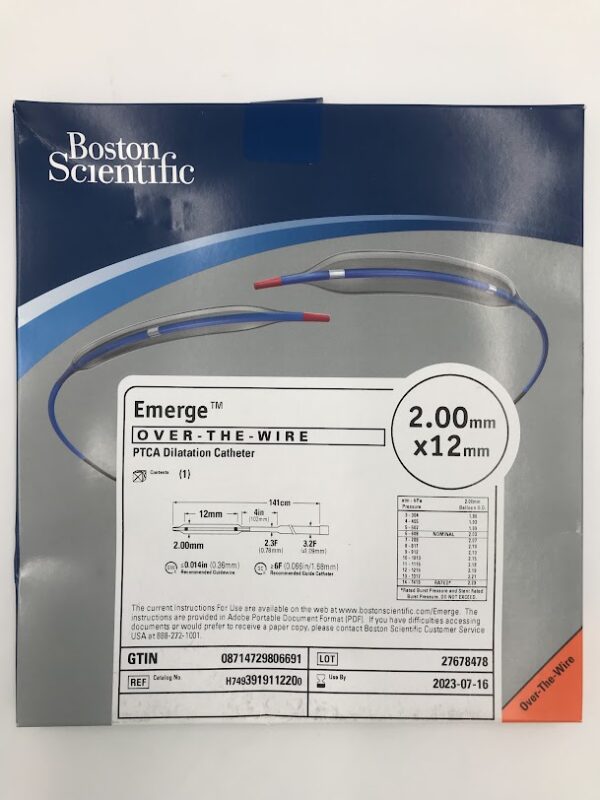 Boston
Scientific
Emerge™
OVER-THE-WIRE
PTCA Dilatation Catheter
Contents (1)
2.00mm
x12mm
141cm
12mm
4in
(102mm)
2.00mm
2.3F
(0.78mm)
3.2F
≤0.014in (0.36mm)
Recommended Guidewire
≥6F (0.066in/1.68mm)
Recommended Guide Catheter
atm - kPa 2.00mm
Pressure Balloon O.D.
NOMINAL
RATED*
*Rated Burst Pressure and Stent Rated
Burst Pressure. DO NOT EXCEED.
The current Instructions For Use are available on the web at www.bostonscientific.com/Emerge. The
instructions are provided in Adobe Portable Document Format (PDF). If you have difficulties accessing
documents or would prefer to receive a paper copy, please contact Boston Scientific Customer Service
USA at 888-272-1001.
GTIN 08714729806691 LOT 27678478
REF Catalog No. H7493919112200 Use By 2023-07-16
Over-The-Wire